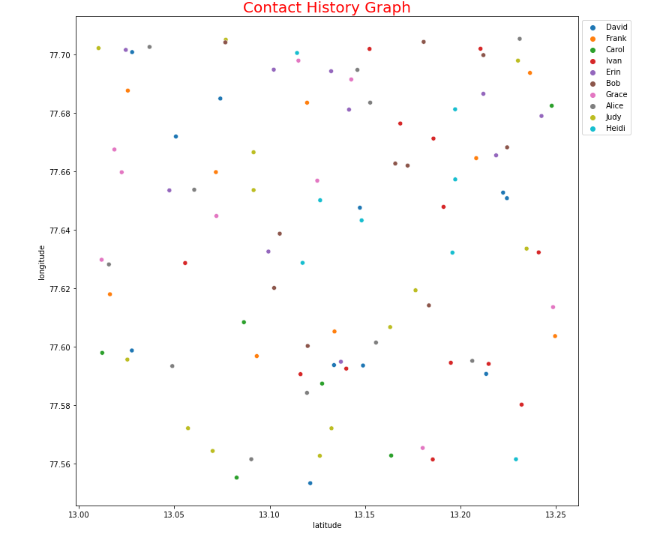 Contact History Graph
77.70
77.68
77.66
77.64
77.62
77.60
77.58
77.56
longitude
13.00
13.05
13.10
13.15
13.20
13.25
latitude
David
Frank
Carol
Ivan
Erin
Bob
Grace
Alice
Judy
Heidi